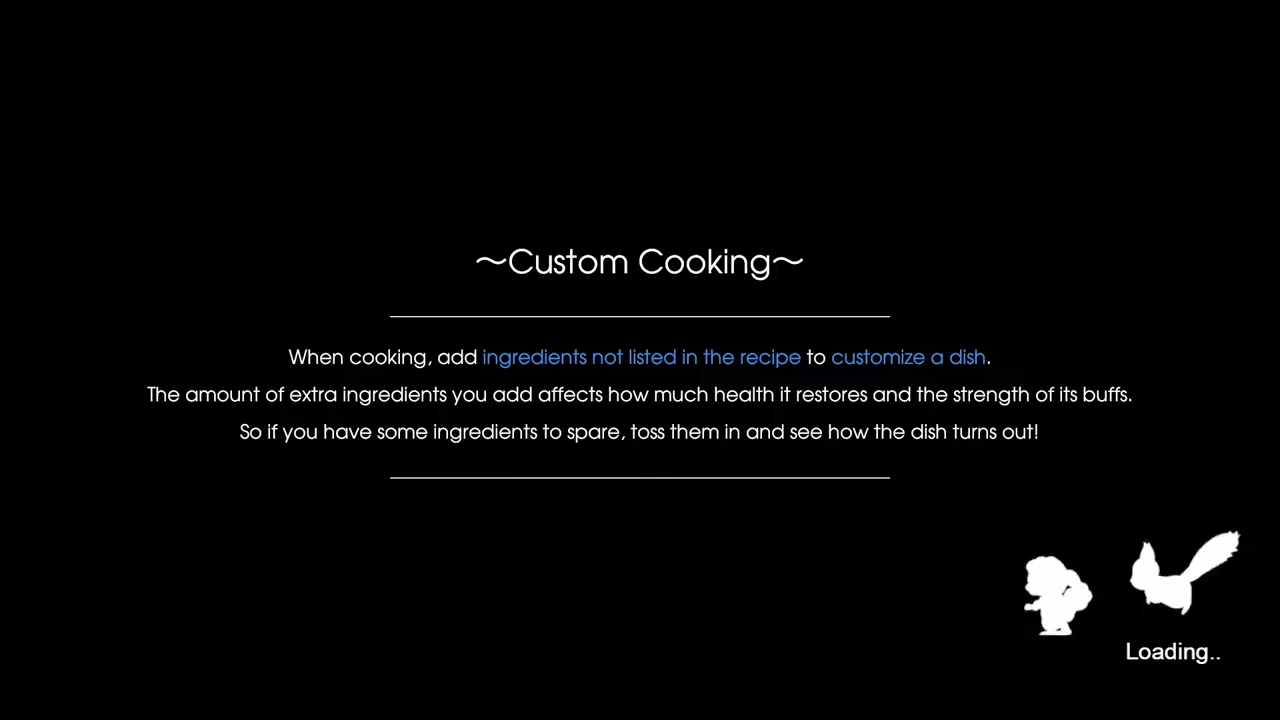 ～Custom Cooking～
When cooking, add ingredients not listed in the recipe to customize a dish.
The amount of extra ingredients you add affects how much health it restores and the strength of its buffs.
So if you have some ingredients to spare, toss them in and see how the dish turns out!
Loading..